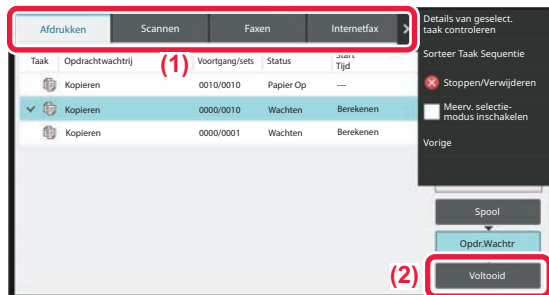 Afdrukken Scannen Faxen Internetfax
(1)
Taak Opdrachtwachtrij Voortgang/sets Status Start
Tijd
Kopieren 0010/0010 Papier Op ---
Kopieren 0000/0010 Wachten Berekenen
Kopieren 0000/0001 Wachten Berekenen
Details van geselect.
taak controleren
Sorteer Taak Sequentie
Stoppen/Verwijderen
Meerv. selectie-
modus inschakelen
Vorige
Spool
Opdr.Wachtr
(2)
Voltooid